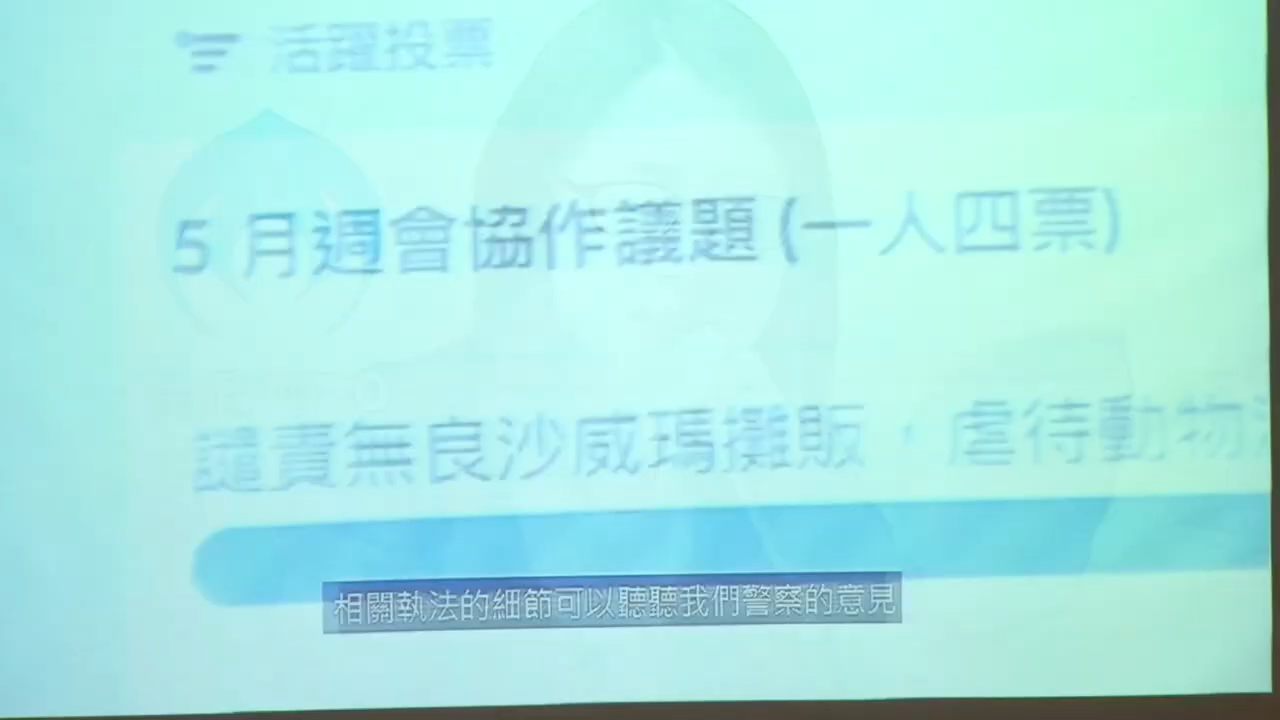 活躍投票
5 月週會協作議題 (一人四票)
譴責無良沙威瑪攤販，虐待動物
相關執法的細節可以聽聽我們警察的意見